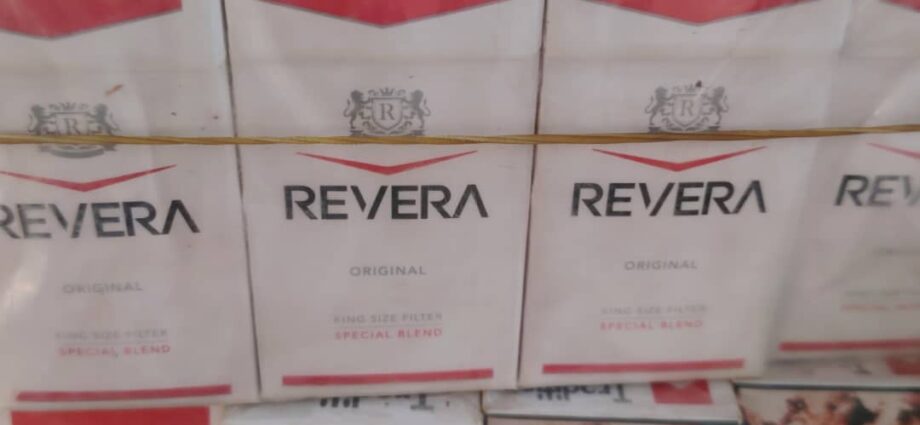 R
REVERA
ORIGINAL
KING SIZE FILTER
SPECIAL BLEND
R
REVERA
ORIGINAL
KING SIZE FILTER
SPECIAL BLEND
R
REVERA
ORIGINAL
KING SIZE FILTER
SPECIAL BLEND
REV